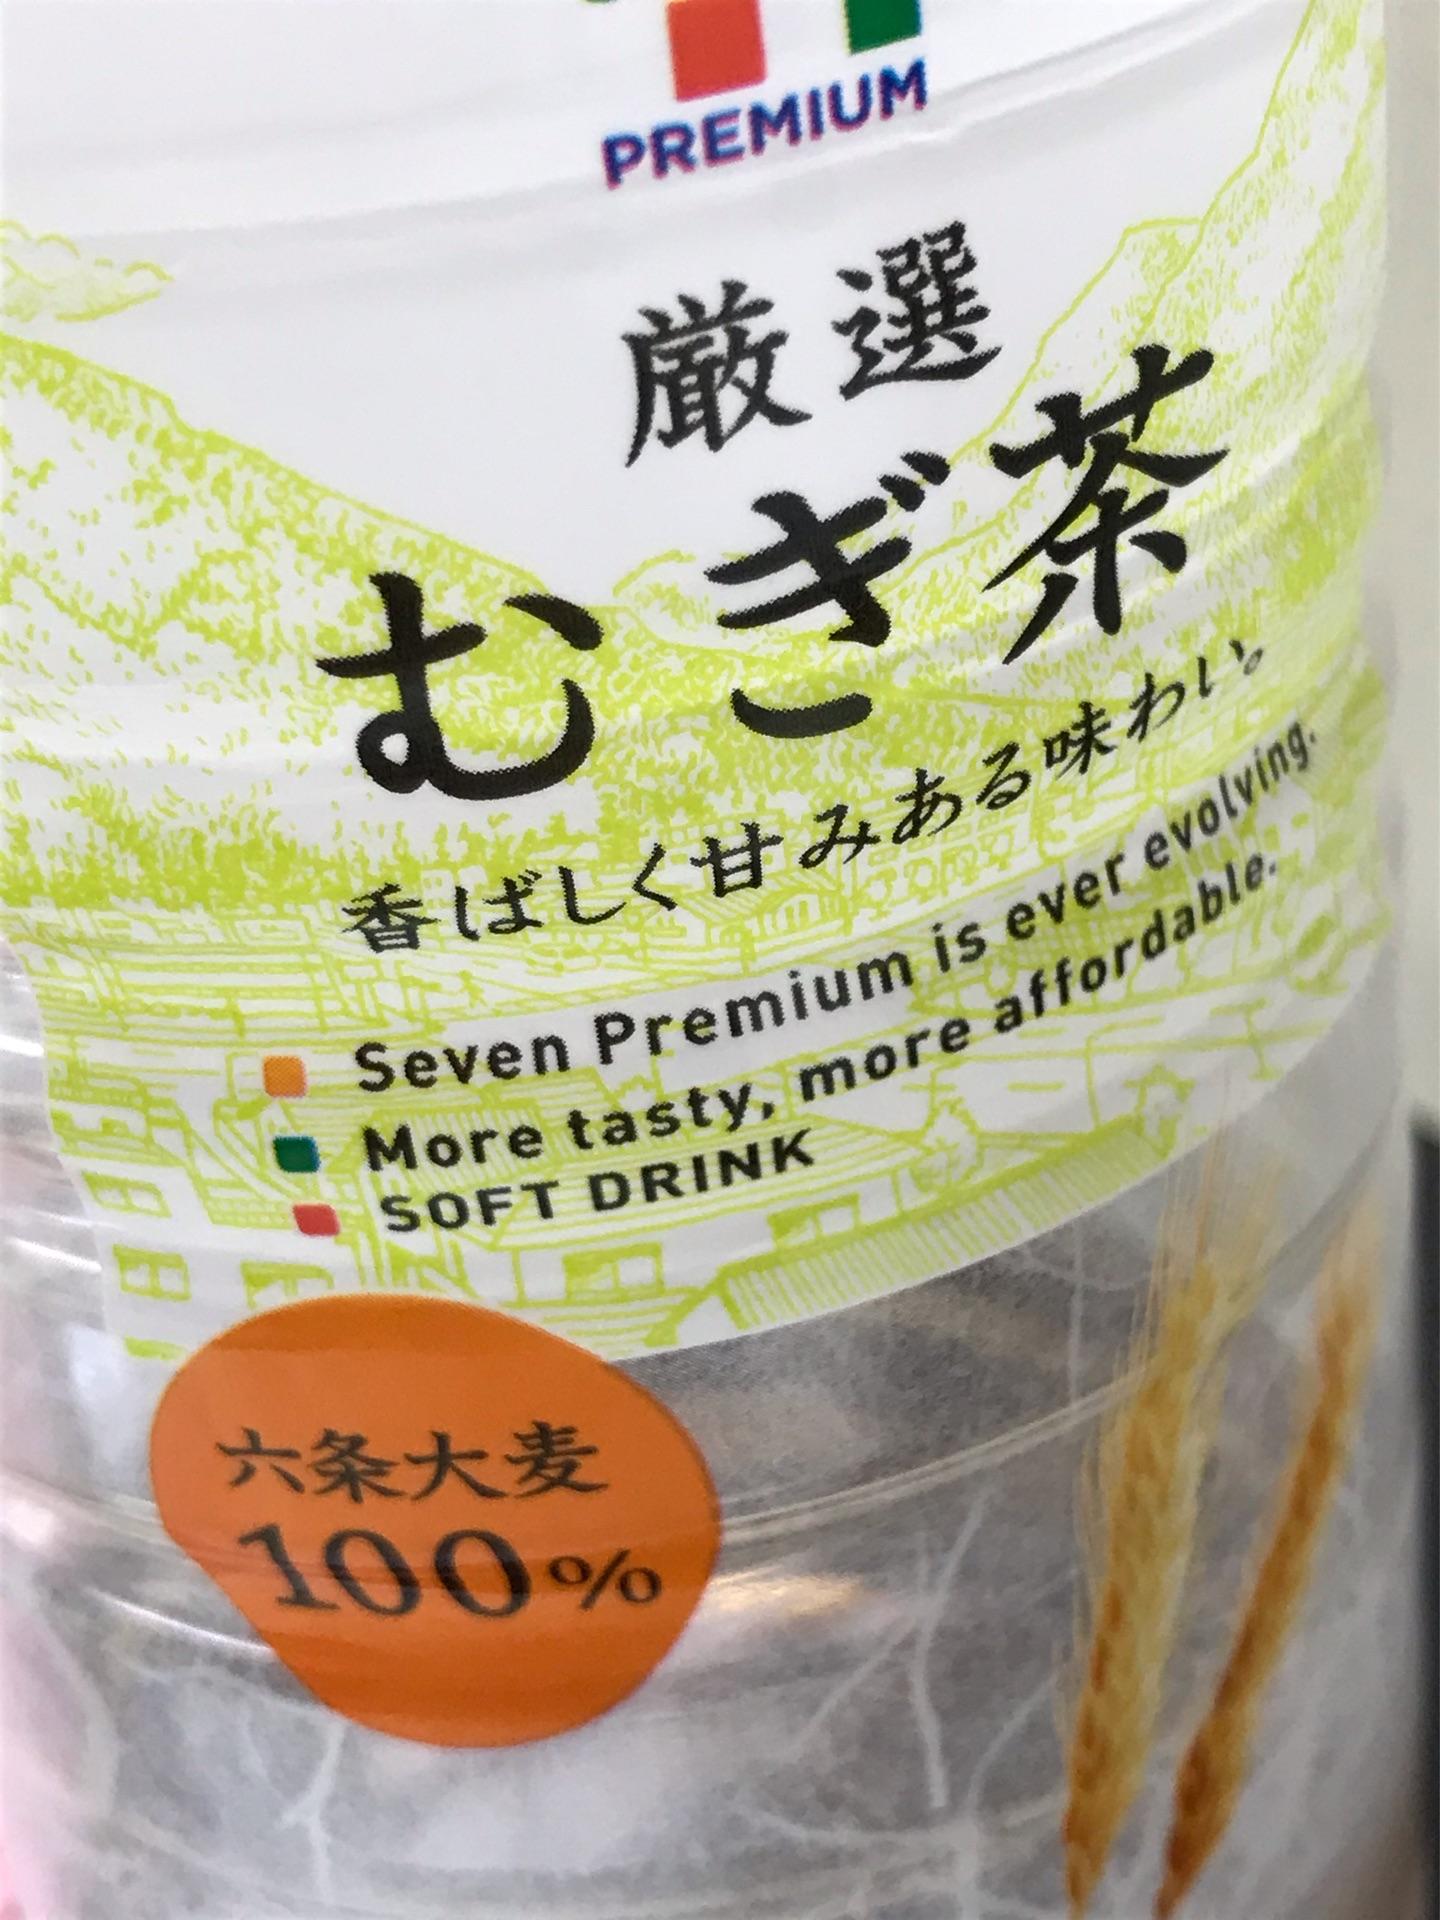 PREMIUM
厳選
むぎ茶
香ばしく甘みある味わい。
Seven Premium is ever evolving.
More tasty, more affordable.
SOFT DRINK
六条大麦
100%